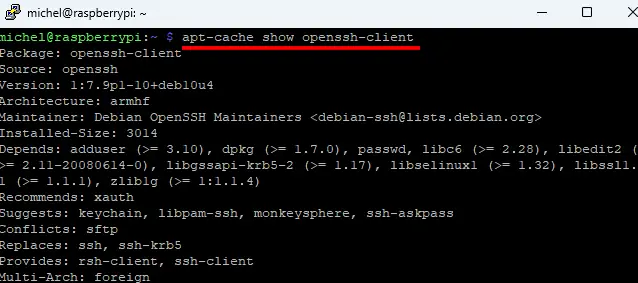 michel@raspberrypi: ~
michel@raspberrypi:~ $ apt-cache show openssh-client
Package: openssh-client
Source: openssh
Version: 1:7.9p1-10+deb10u4
Architecture: armhf
Maintainer: Debian OpenSSH Maintainers <debian-ssh@lists.debian.org>
Installed-Size: 3014
Depends: adduser (>= 3.10), dpkg (>= 1.7.0), passwd, libc6 (>= 2.28), libedit2 (
>= 2.11-20080614-0), libgssapi-krb5-2 (>= 1.17), libselinux1 (>= 1.32), libssl1.
1 (>= 1.1.1), zlib1g (>= 1:1.1.4)
Recommends: xauth
Suggests: keychain, libpam-ssh, monkeysphere, ssh-askpass
Conflicts: sftp
Replaces: ssh, ssh-krb5
Provides: rsh-client, ssh-client
Multi-Arch: foreign